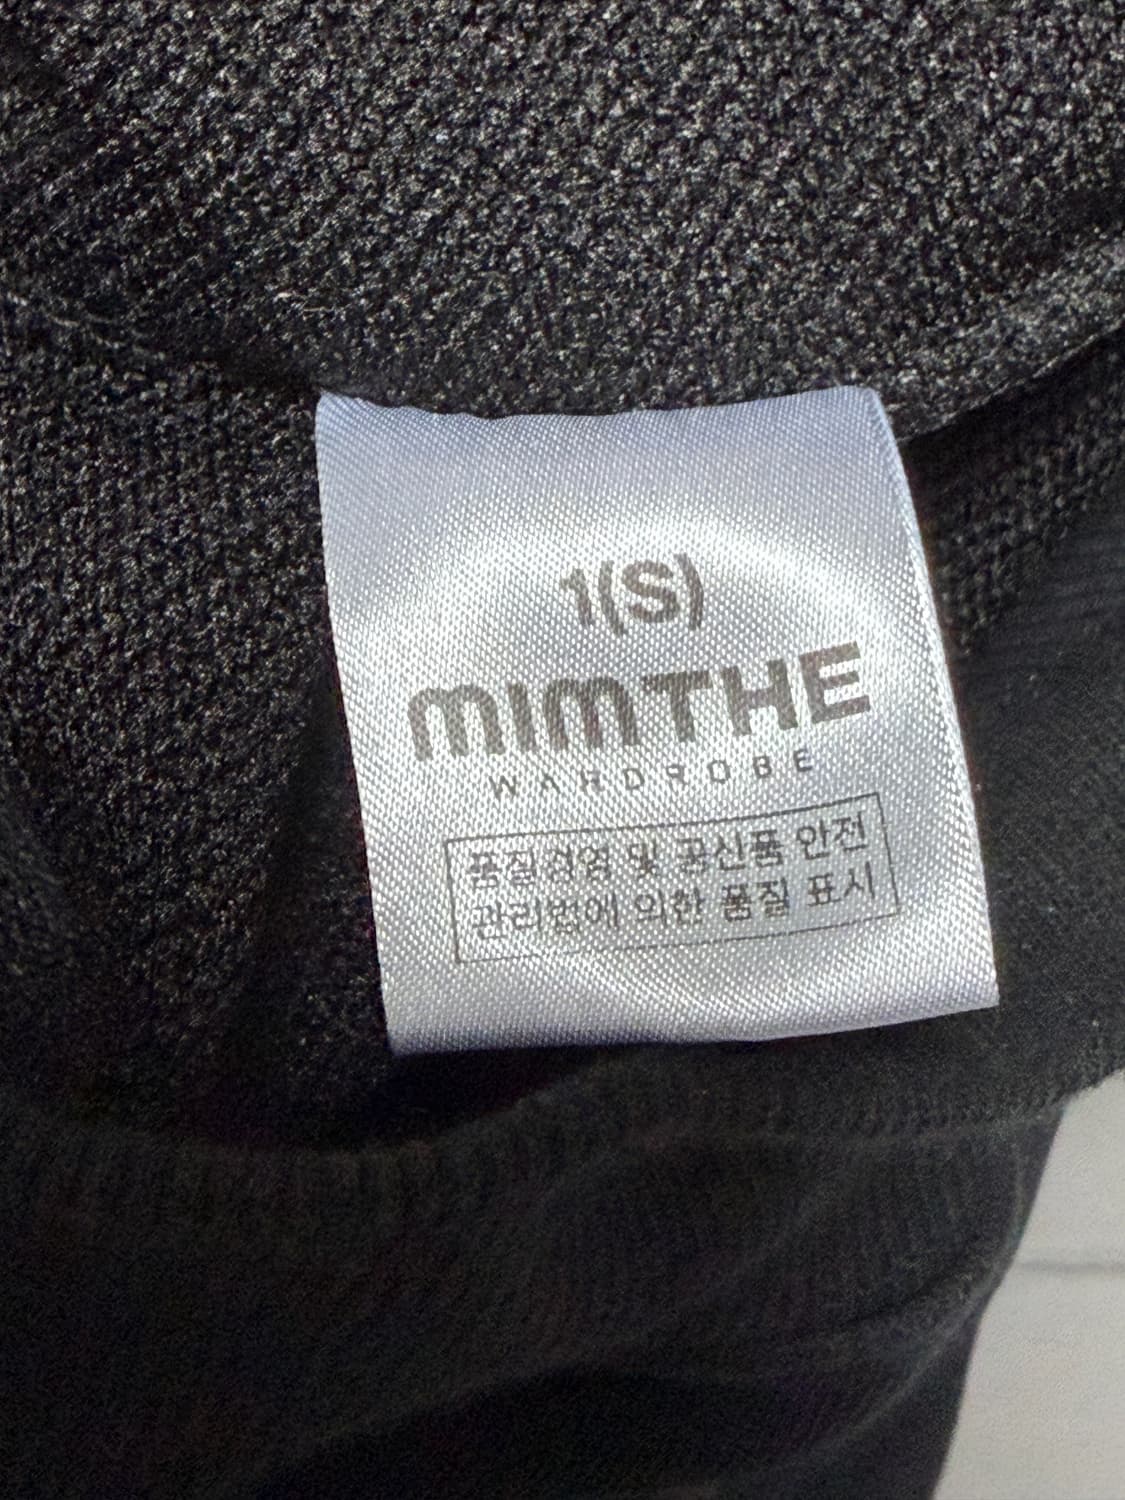 1(S)
mimTHE
WARDROBE
품질경영 및 공산품 안전
관리법에 의한 품질 표시